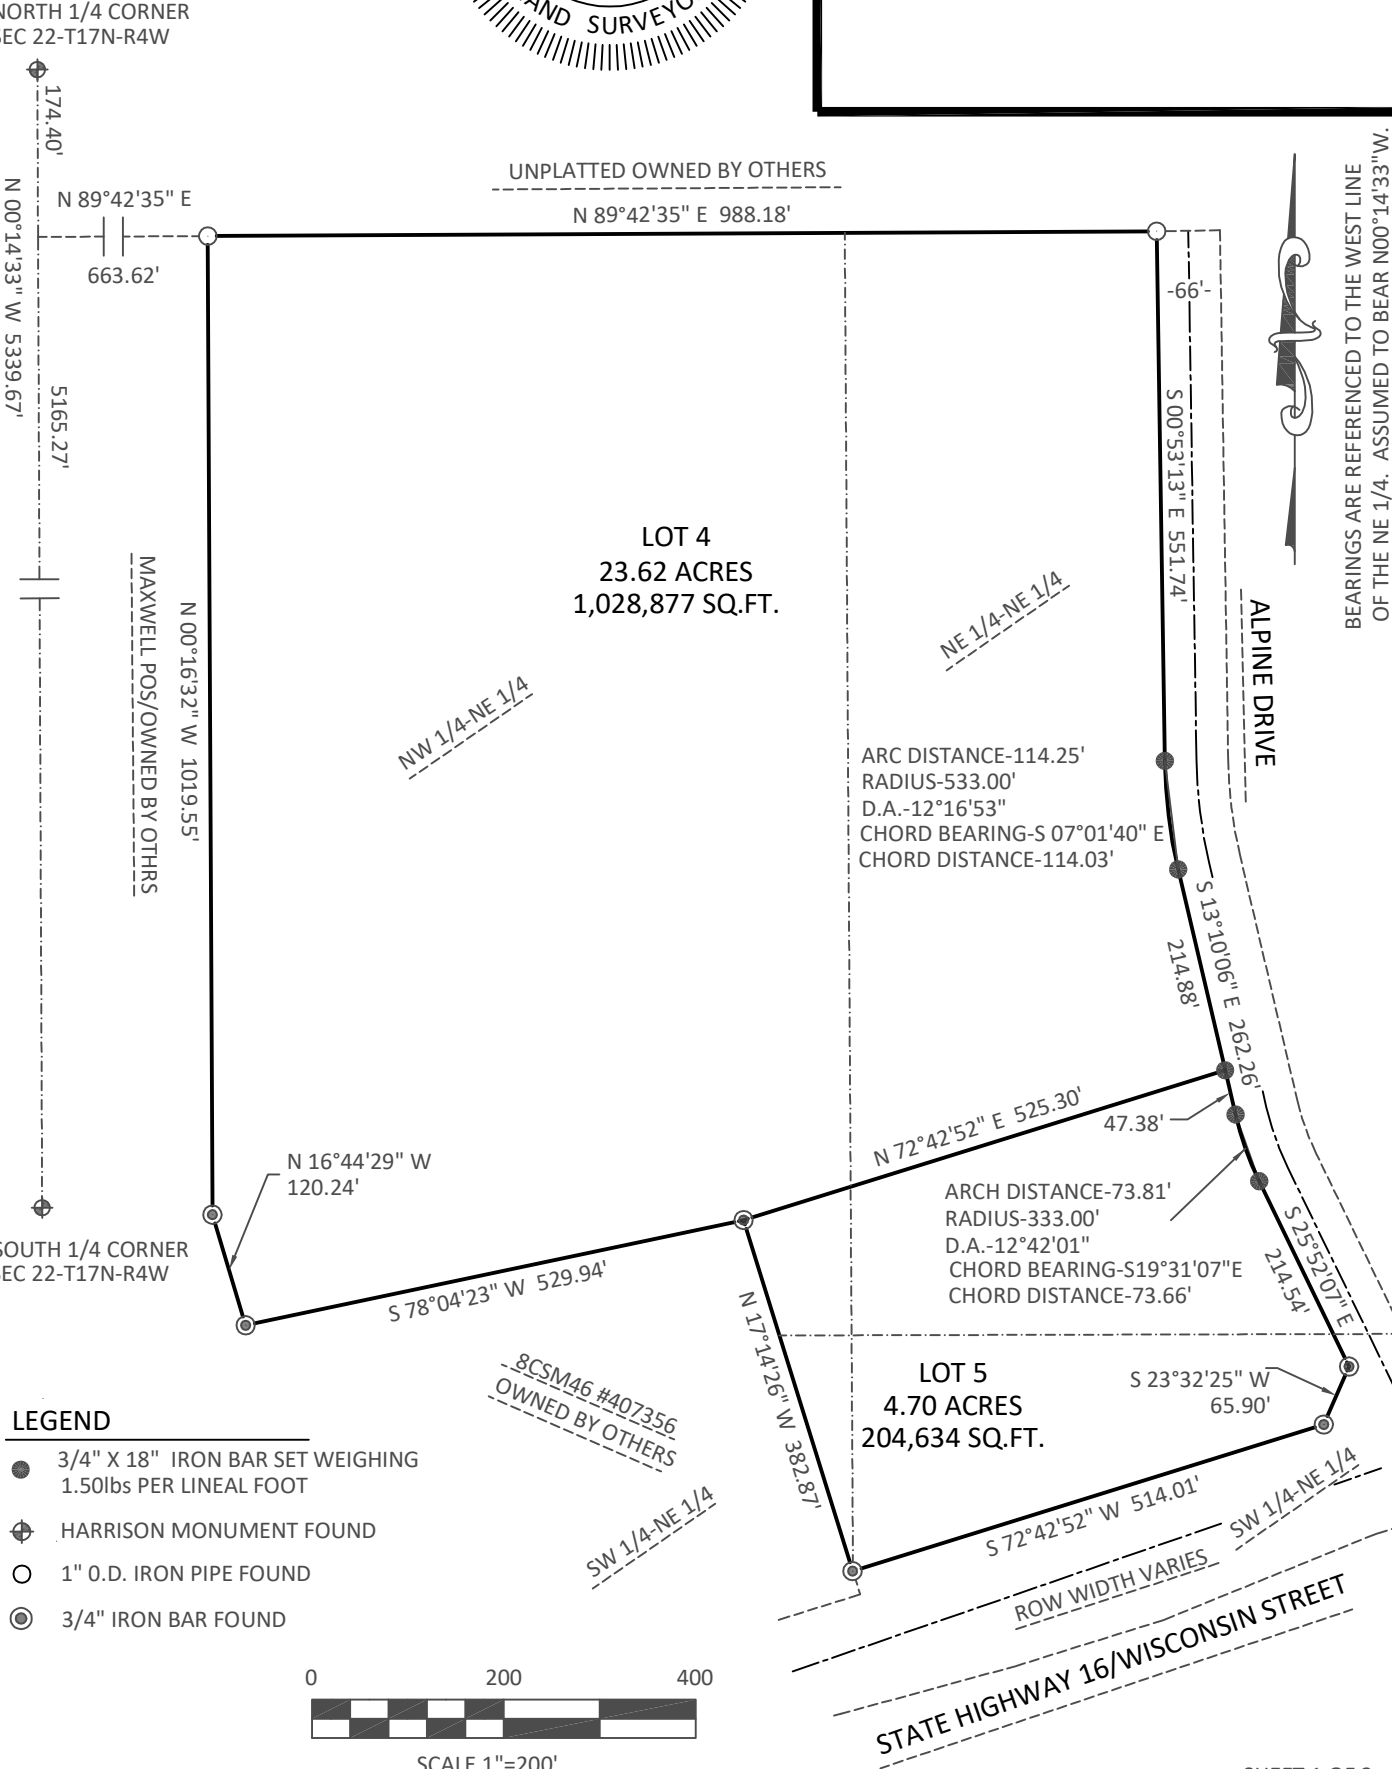 NORTH 1/4 CORNER
SEC 22-T17N-R4W
AND SURVEYO
174.40'
N 89°42'35" E
663.62'
N 00°14'33" W 5339.67'
5165.27'
UNPLATTED OWNED BY OTHERS
N 89°42'35" E 988.18'
-66'-
BEARINGS ARE REFERENCED TO THE WEST LINE
OF THE NE 1/4. ASSUMED TO BEAR N00°14'33"W.
S 00°53'13" E 551.74'
LOT 4
23.62 ACRES
1,028,877 SQ.FT.
NE 1/4-NE 1/4
NW 1/4-NE 1/4
MAXWELL POS/OWNED BY OTHRS
N 00°16'32" W 1019.55'
ALPINE DRIVE
ARC DISTANCE-114.25'
RADIUS-533.00'
D.A.-12°16'53"
CHORD BEARING-S 07°01'40" E
CHORD DISTANCE-114.03'
S 13°10'06" E 262.26'
214.88'
N 72°42'52" E 525.30'
47.38'
N 16°44'29" W
120.24'
SOUTH 1/4 CORNER
SEC 22-T17N-R4W
S 78°04'23" W 529.94'
ARCH DISTANCE-73.81'
RADIUS-333.00'
D.A.-12°42'01"
CHORD BEARING-S19°31'07"E
CHORD DISTANCE-73.66'
S 25°52'07" E
214.54'
N 17°14'26" W 382.87'
8CSM46 #407356
OWNED BY OTHERS
LOT 5
4.70 ACRES
204,634 SQ.FT.
S 23°32'25" W
65.90'
SW 1/4-NE 1/4
S 72°42'52" W 514.01'
SW 1/4-NE 1/4
ROW WIDTH VARIES
STATE HIGHWAY 16/WISCONSIN STREET
LEGEND
3/4" X 18" IRON BAR SET WEIGHING
1.50lbs PER LINEAL FOOT
HARRISON MONUMENT FOUND
1" O.D. IRON PIPE FOUND
3/4" IRON BAR FOUND
0 200 400
SCALE 1"=200'